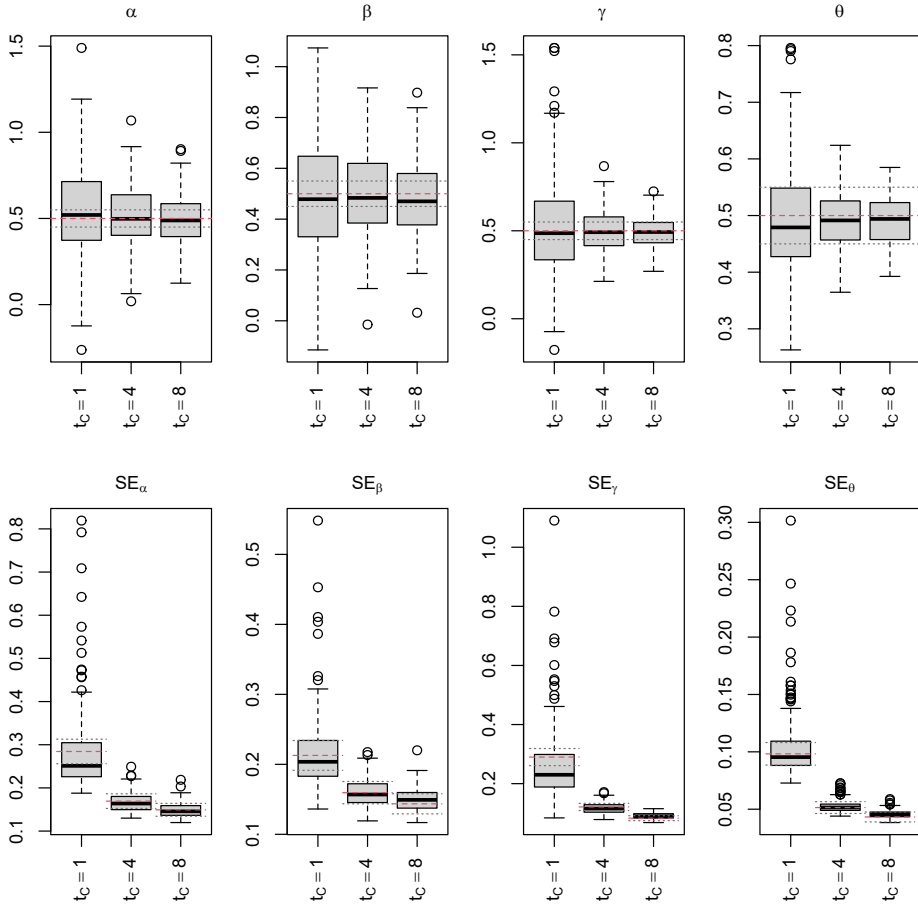 α
β
γ
θ
0.0
0.5
1.0
1.5
t_C = 1
t_C = 4
t_C = 8
0.0
0.2
0.4
0.6
0.8
1.0
t_C = 1
t_C = 4
t_C = 8
0.0
0.5
1.0
1.5
t_C = 1
t_C = 4
t_C = 8
0.3
0.4
0.5
0.6
0.7
0.8
t_C = 1
t_C = 4
t_C = 8
SE_α
SE_β
SE_γ
SE_θ
0.1
0.2
0.3
0.4
0.5
0.6
0.7
0.8
t_C = 1
t_C = 4
t_C = 8
0.1
0.2
0.3
0.4
0.5
t_C = 1
t_C = 4
t_C = 8
0.2
0.4
0.6
0.8
1.0
t_C = 1
t_C = 4
t_C = 8
0.05
0.10
0.15
0.20
0.25
0.30
t_C = 1
t_C = 4
t_C = 8